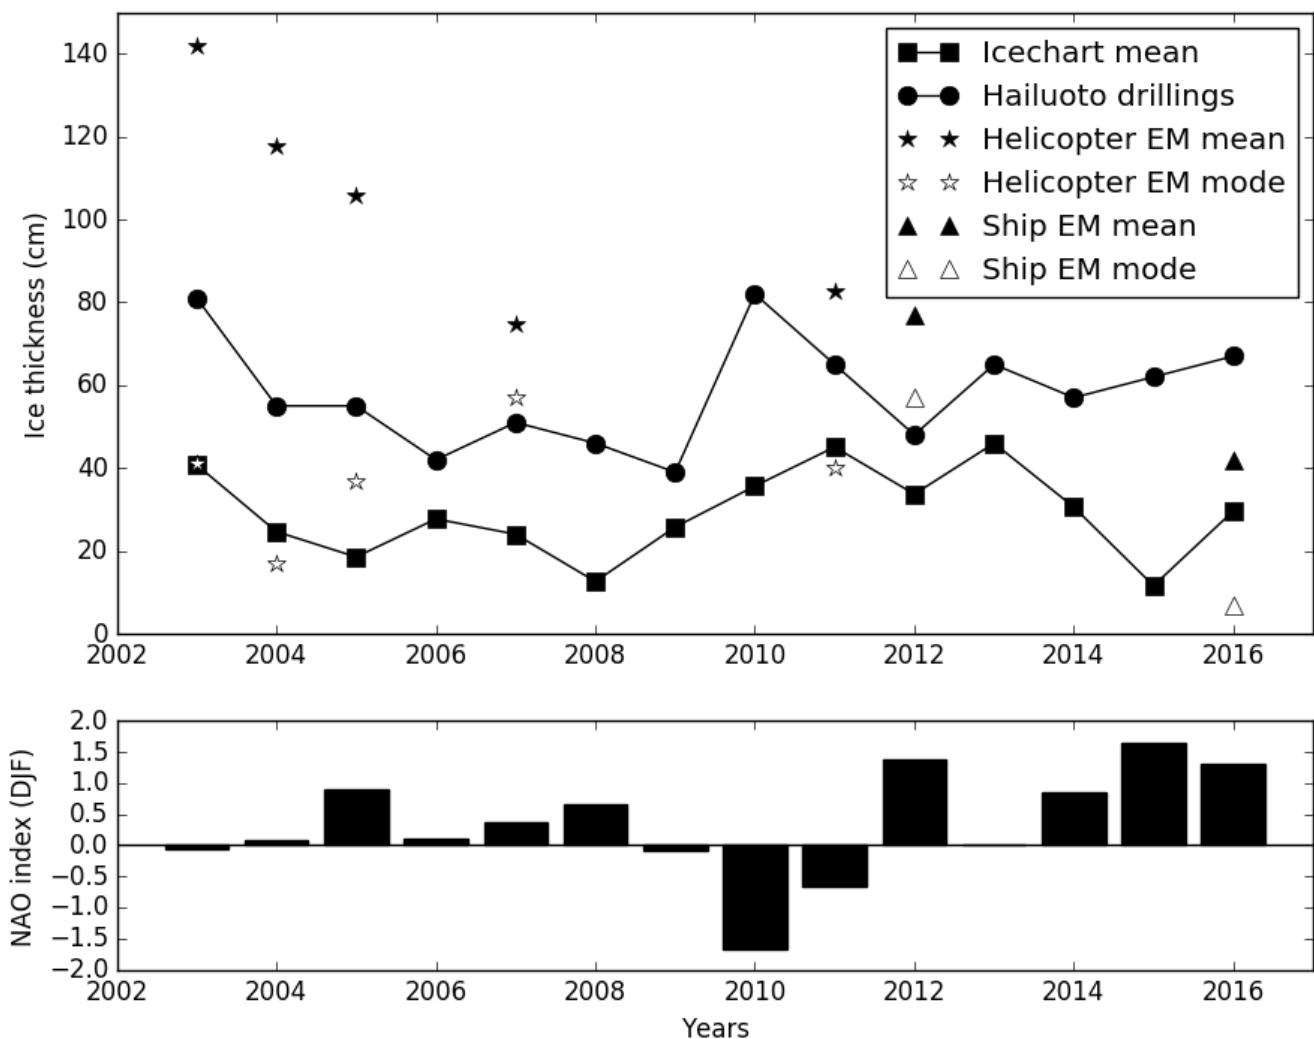 140
120
100
80
60
40
20
0
Ice thickness (cm)
Icechart mean
Hailuoto drillings
Helicopter EM mean
Helicopter EM mode
Ship EM mean
Ship EM mode
2002 2004 2006 2008 2010 2012 2014 2016
2.0
1.5
1.0
0.5
0.0
−0.5
−1.0
−1.5
−2.0
NAO index (DJF)
2002 2004 2006 2008 2010 2012 2014 2016
Years